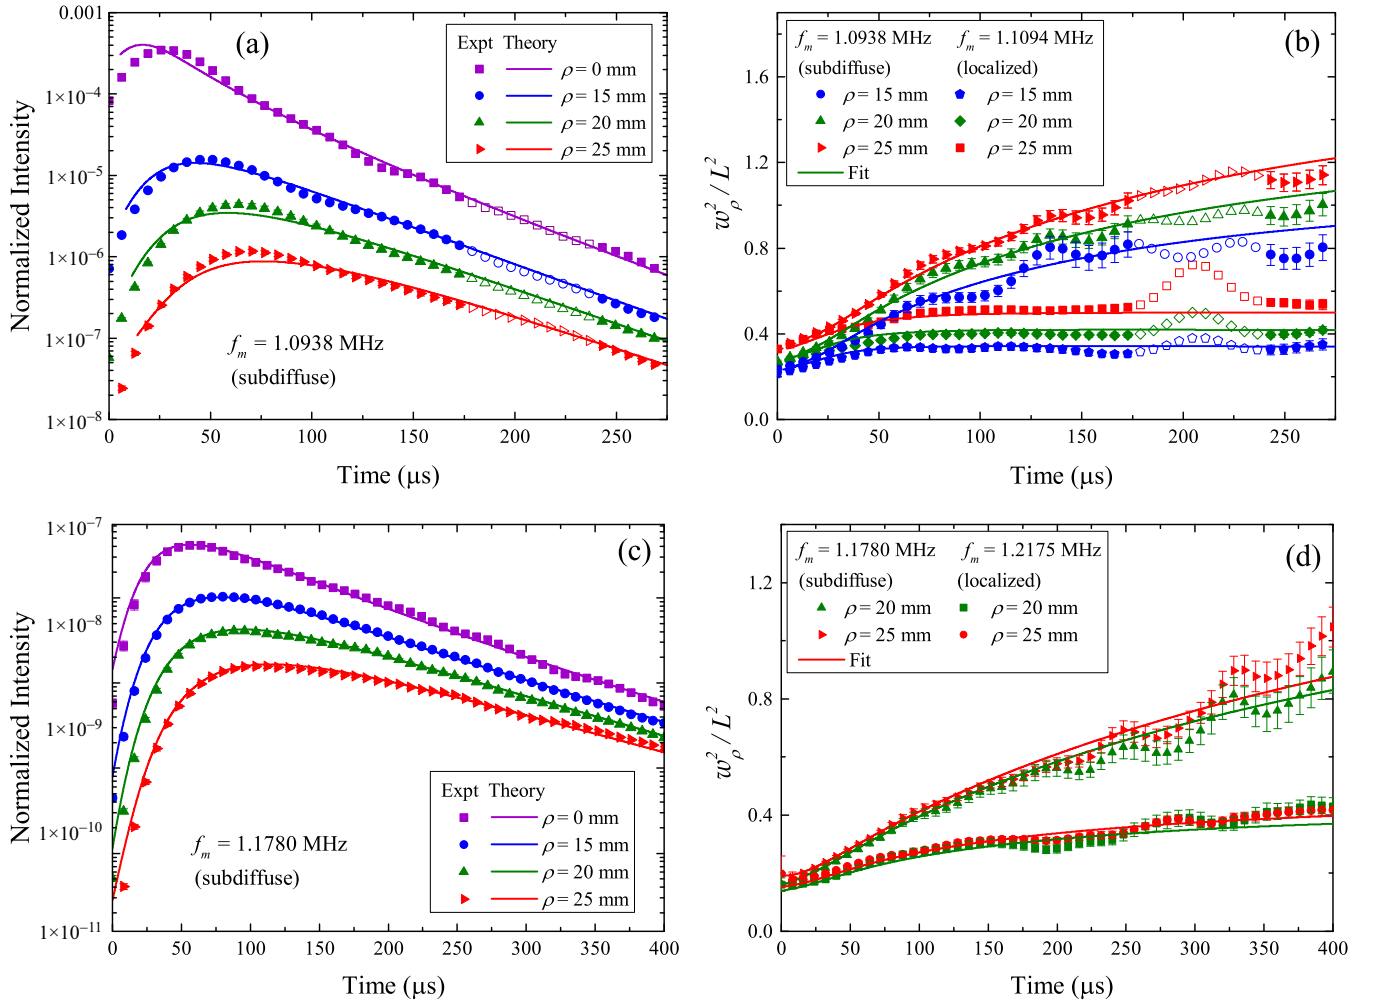 (a)
Expt Theory
ρ = 0 mm
ρ = 15 mm
ρ = 20 mm
ρ = 25 mm
f_m = 1.0938 MHz
(subdiffuse)
0.001
1×10⁻⁴
1×10⁻⁵
1×10⁻⁶
1×10⁻⁷
1×10⁻⁸
Normalized Intensity
0 50 100 150 200 250
Time (μs)
(b)
f_m = 1.0938 MHz f_m = 1.1094 MHz
(subdiffuse) (localized)
ρ = 15 mm ρ = 15 mm
ρ = 20 mm ρ = 20 mm
ρ = 25 mm ρ = 25 mm
Fit
1.6
1.2
0.8
0.4
0.0
w_ρ² / L²
0 50 100 150 200 250
Time (μs)
(c)
1×10⁻⁷
1×10⁻⁸
1×10⁻⁹
1×10⁻¹⁰
1×10⁻¹¹
Normalized Intensity
f_m = 1.1780 MHz
(subdiffuse)
Expt Theory
ρ = 0 mm
ρ = 15 mm
ρ = 20 mm
ρ = 25 mm
0 50 100 150 200 250 300 350 400
Time (μs)
(d)
f_m = 1.1780 MHz f_m = 1.2175 MHz
(subdiffuse) (localized)
ρ = 20 mm ρ = 20 mm
ρ = 25 mm ρ = 25 mm
Fit
1.2
0.8
0.4
0.0
w_ρ² / L²
0 50 100 150 200 250 300 350 400
Time (μs)